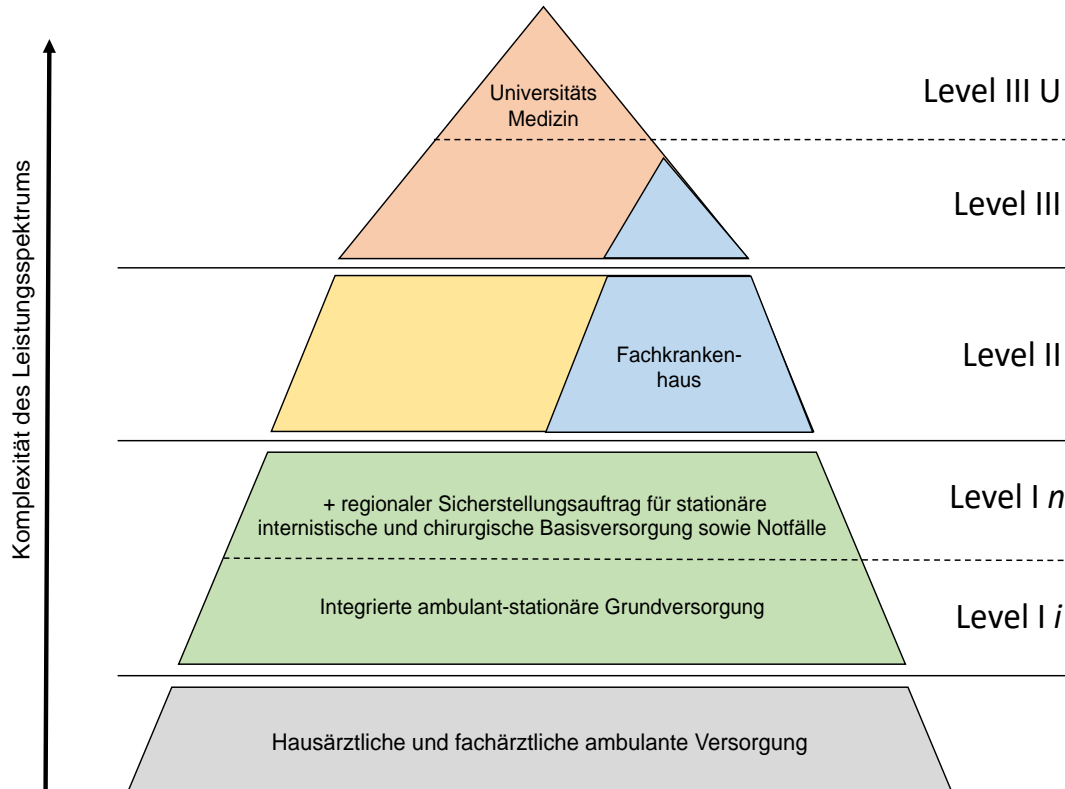 Komplexität des Leistungsspektrums
Universitäts
Medizin
Level III U
Level III
Fachkranken-
haus
Level II
+ regionaler Sicherstellungsauftrag für stationäre
internistische und chirurgische Basisversorgung sowie Notfälle
Level I n
Integrierte ambulant-stationäre Grundversorgung
Level I i
Hausärztliche und fachärztliche ambulante Versorgung